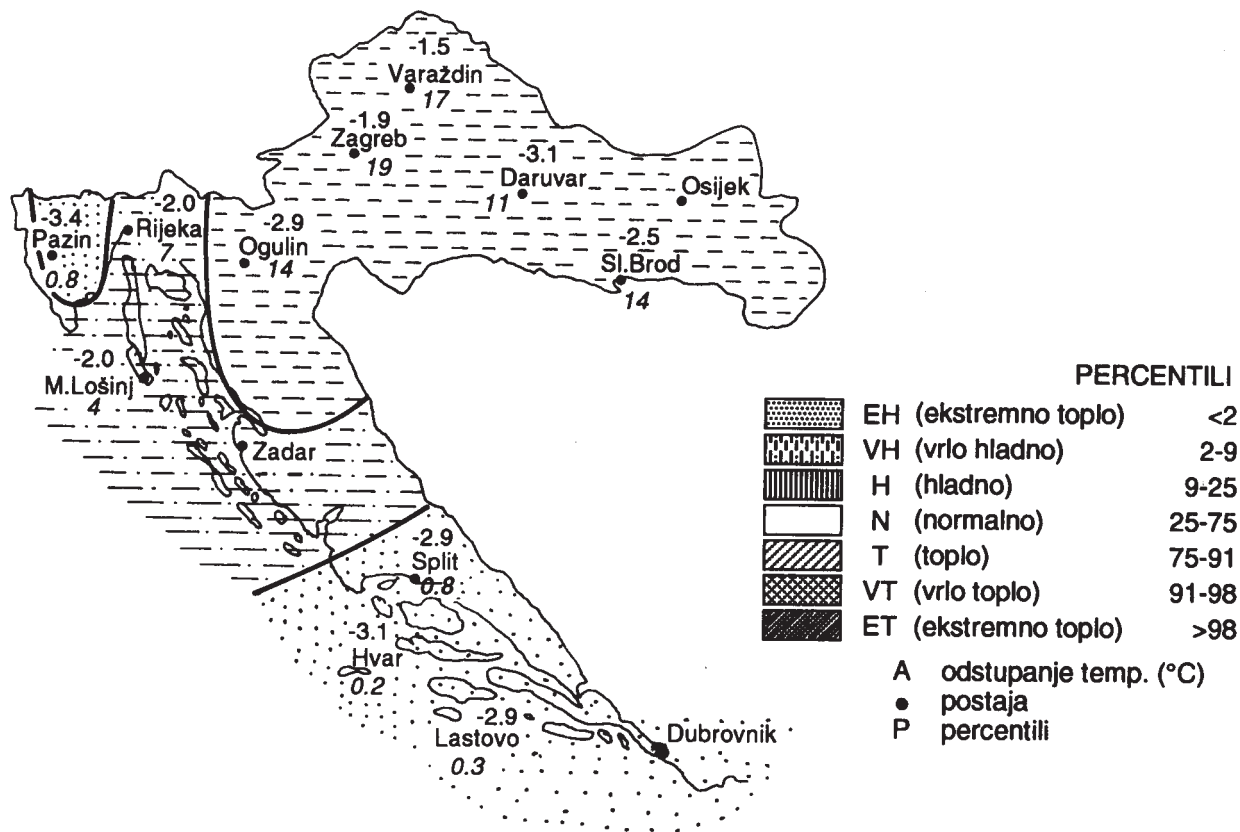 -1.5
Varaždin
17
-1.9
Zagreb
19
-3.1
Daruvar
11
Osijek
-2.5
Sl.Brod
14
-3.4
Pazin
0.8
-2.0
Rijeka
7
-2.9
Ogulin
14
-2.0
M.Lošinj
4
Zadar
-2.9
Split
0.8
-3.1
Hvar
0.2
-2.9
Lastovo
0.3
Dubrovnik
PERCENTILI
EH (ekstremno toplo) <2
VH (vrlo hladno) 2-9
H (hladno) 9-25
N (normalno) 25-75
T (toplo) 75-91
VT (vrlo toplo) 91-98
ET (ekstremno toplo) >98
A odstupanje temp. (°C)
postaja
P percentili